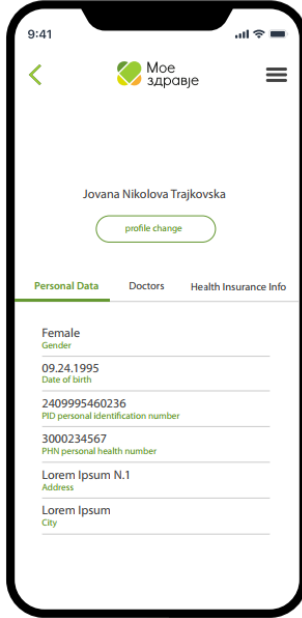 9:41
Мое
здравје
Jovana Nikolova Trajkovska
profile change
Personal Data Doctors Health Insurance Info
Female
Gender
09.24.1995
Date of birth
2409995460236
PID personal identification number
3000234567
PHN personal health number
Lorem Ipsum N.1
Address
Lorem Ipsum
City